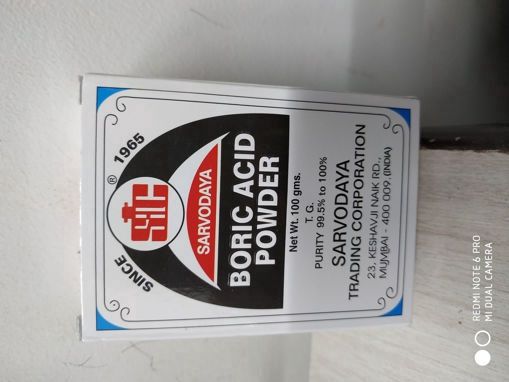 SINCE ® 1965
STC
SARVODAYA
BORIC ACID
POWDER
Net Wt. 100 gms.
T. G.
PURITY 99.5% to 100%
SARVODAYA
TRADING CORPORATION
23, KESHAVJI NAIK RD.,
MUMBAI - 400 009. (INDIA)
REDMI NOTE 6 PRO
MI DUAL CAMERA